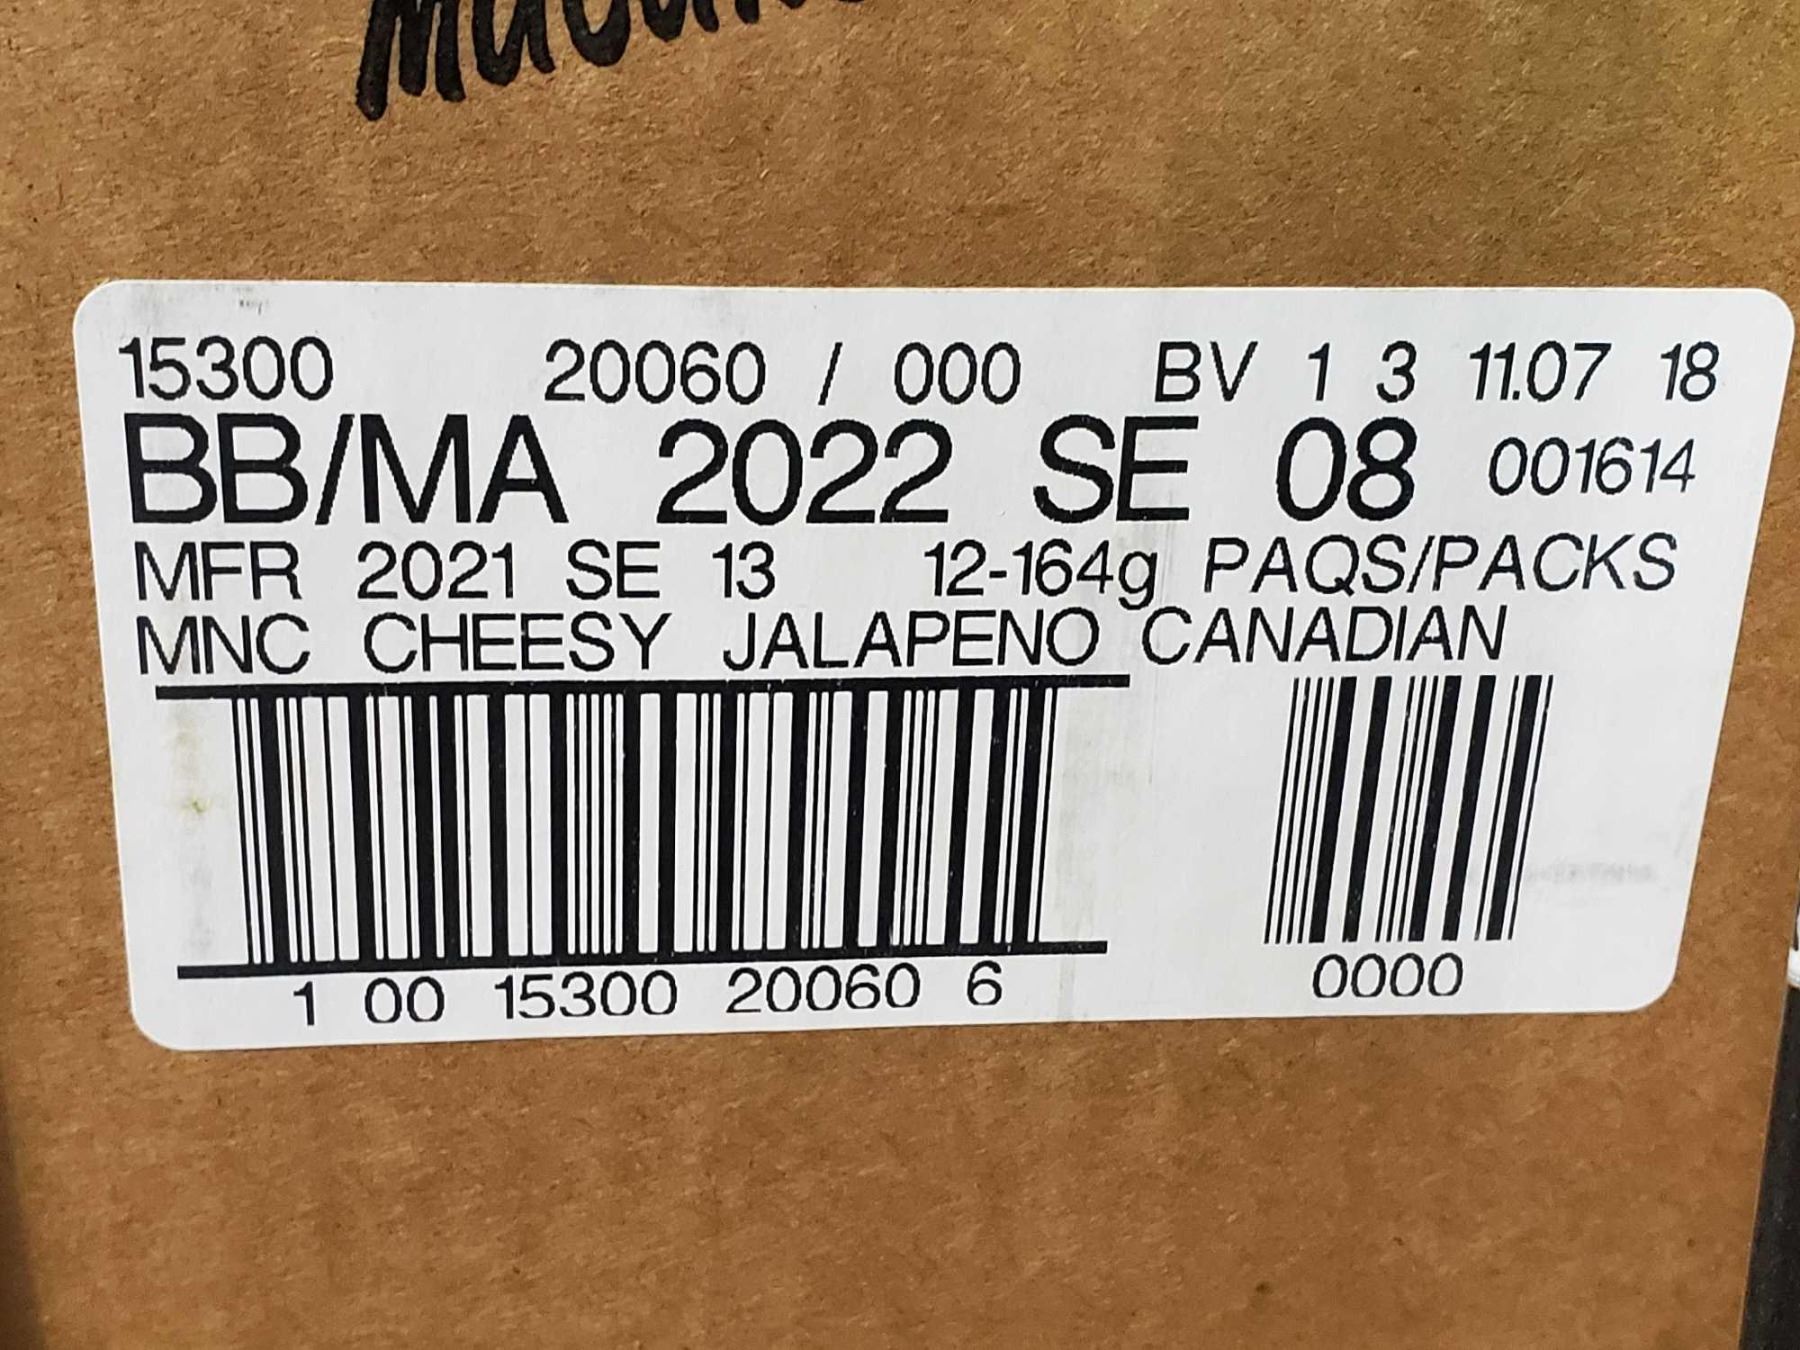 15300 20060 / 000 BV 1 3 11.07 18
BB/MA 2022 SE 08 001614
MFR 2021 SE 13 12-164g PAQS/PACKS
MNC CHEESY JALAPENO CANADIAN
1 00 15300 20060 6 0000